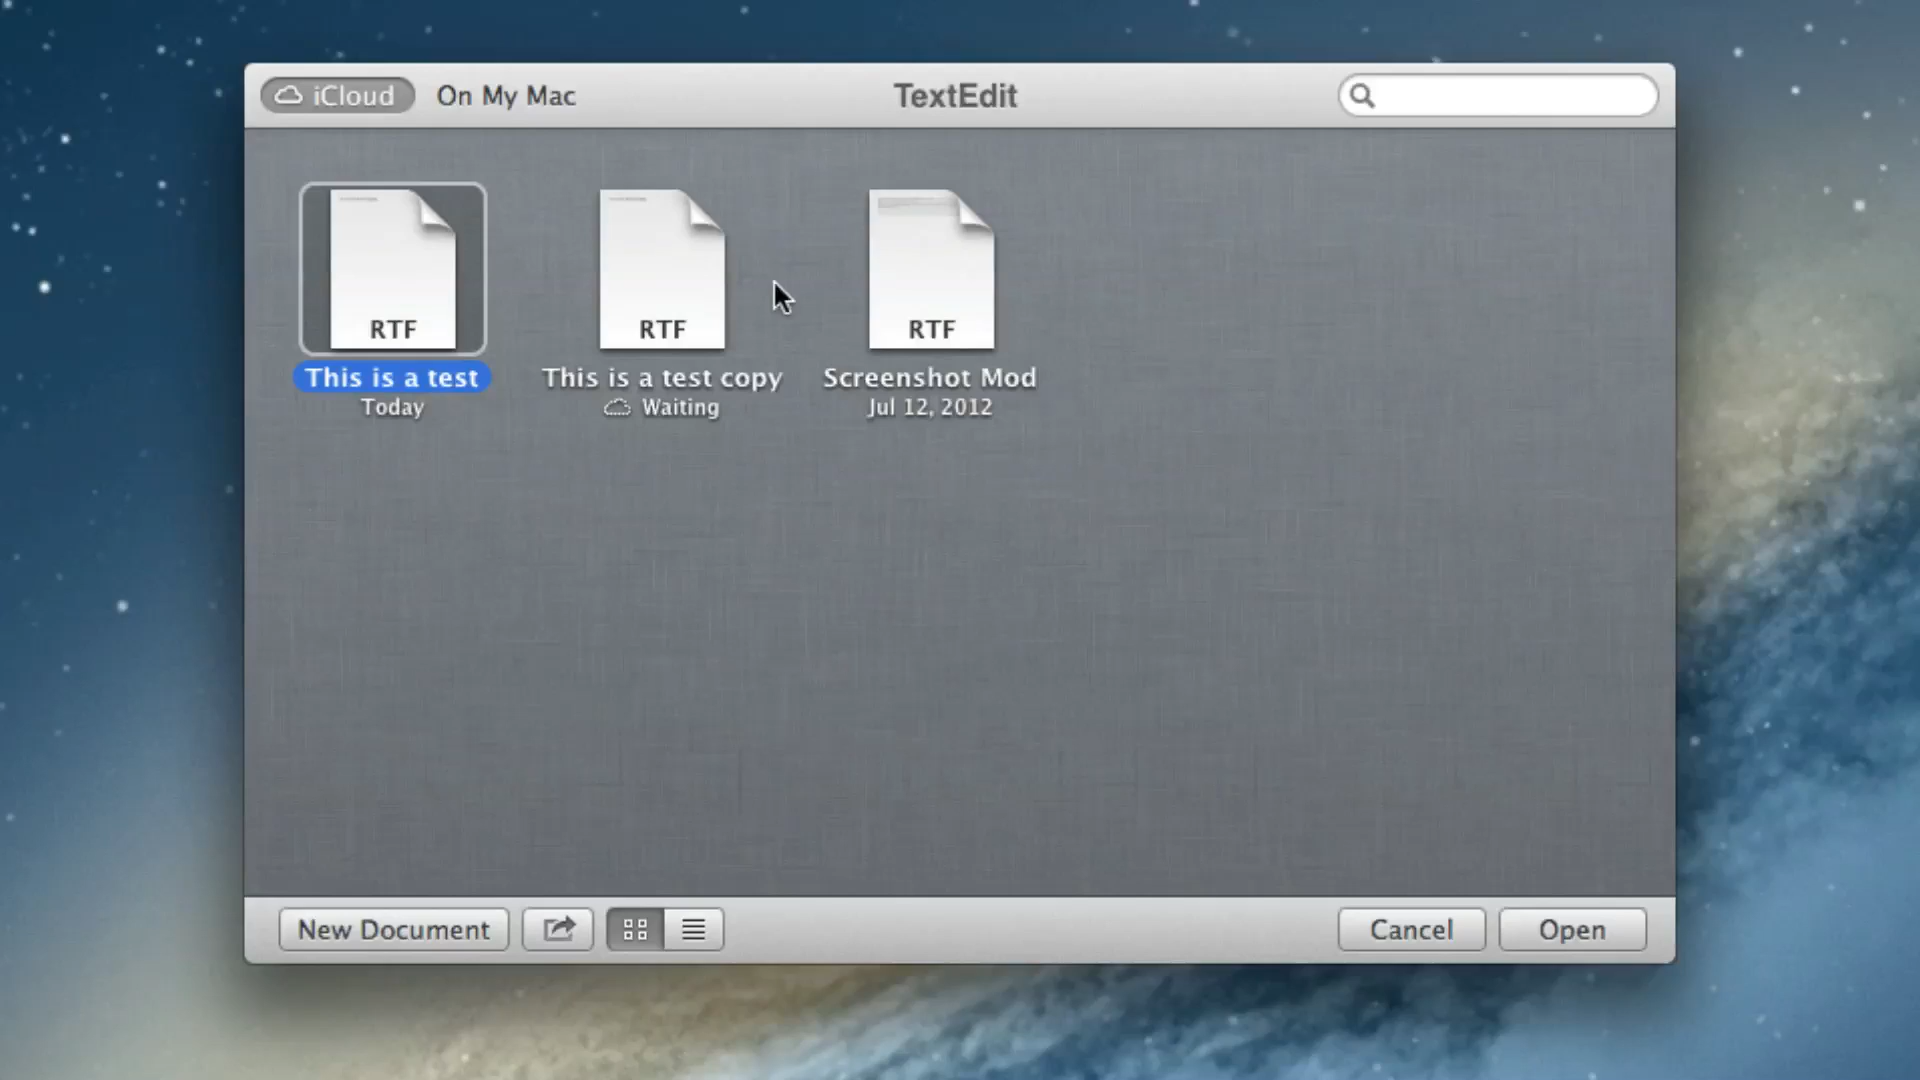 iCloud On My Mac TextEdit
RTF RTF RTF
This is a test This is a test copy Screenshot Mod
Today Waiting Jul 12, 2012
New Document Cancel Open